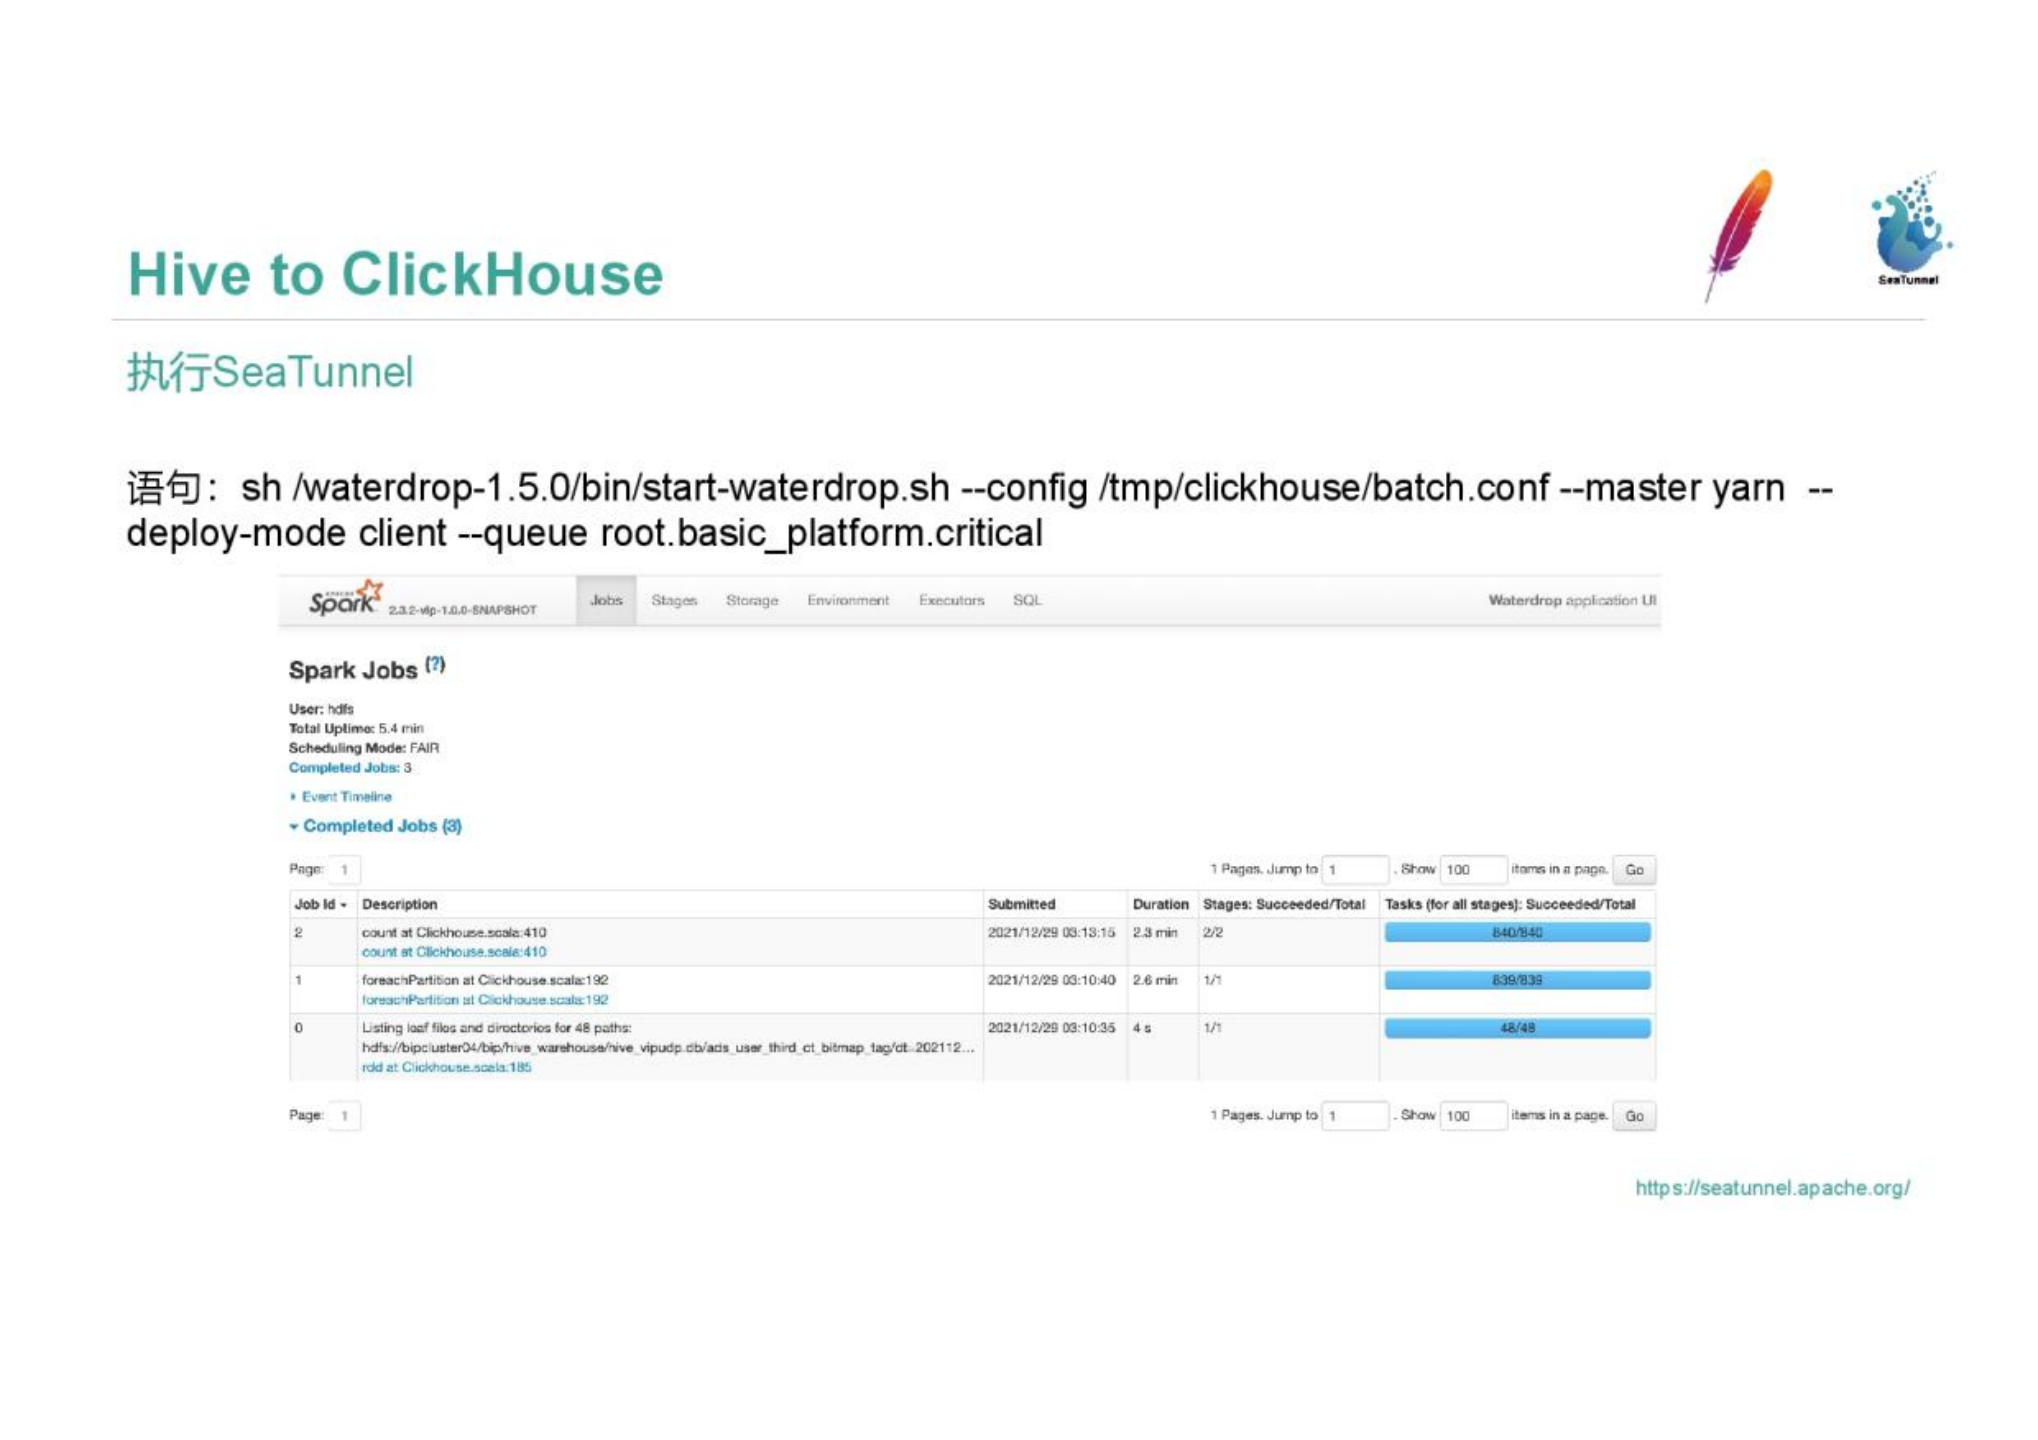 SeaTunnel
Hive to ClickHouse
执行SeaTunnel
语句：sh /waterdrop-1.5.0/bin/start-waterdrop.sh --config /tmp/clickhouse/batch.conf --master yarn --
deploy-mode client --queue root.basic_platform.critical
APACHE Spark 2.3.2-vip-1.0.0-SNAPSHOT Jobs Stages Storage Environment Executors SQL Waterdrop application UI
Spark Jobs (?)
User: hdfs
Total Uptime: 5.4 min
Scheduling Mode: FAIR
Completed Jobs: 3
Event Timeline
Completed Jobs (3)
Page: 1 1 Pages. Jump to 1 . Show 100 items in a page. Go
Job Id Description Submitted Duration Stages: Succeeded/Total Tasks (for all stages): Succeeded/Total
2 count at Clickhouse.scala:410 2021/12/29 03:13:15 2.3 min 2/2 840/840
count at Clickhouse.scala:410
1 foreachPartition at Clickhouse.scala:192 2021/12/29 03:10:40 2.6 min 1/1 839/839
foreachPartition at Clickhouse.scala:192
0 Listing leaf files and directories for 48 paths: 2021/12/29 03:10:35 4 s 1/1 48/48
hdfs://bipcluster04/bip/hive_warehouse/hive_vipudp.db/ads_user_third_ct_bitmap_tag/dt=202112...
rdd at Clickhouse.scala:185
Page: 1 1 Pages. Jump to 1 . Show 100 items in a page. Go
https://seatunnel.apache.org/